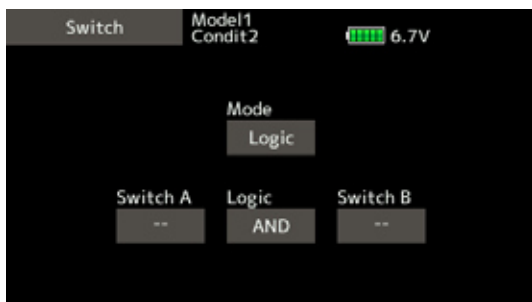 Switch
Model1
Condit2
6.7V
Mode
Logic
Switch A
Logic
Switch B
--
AND
--